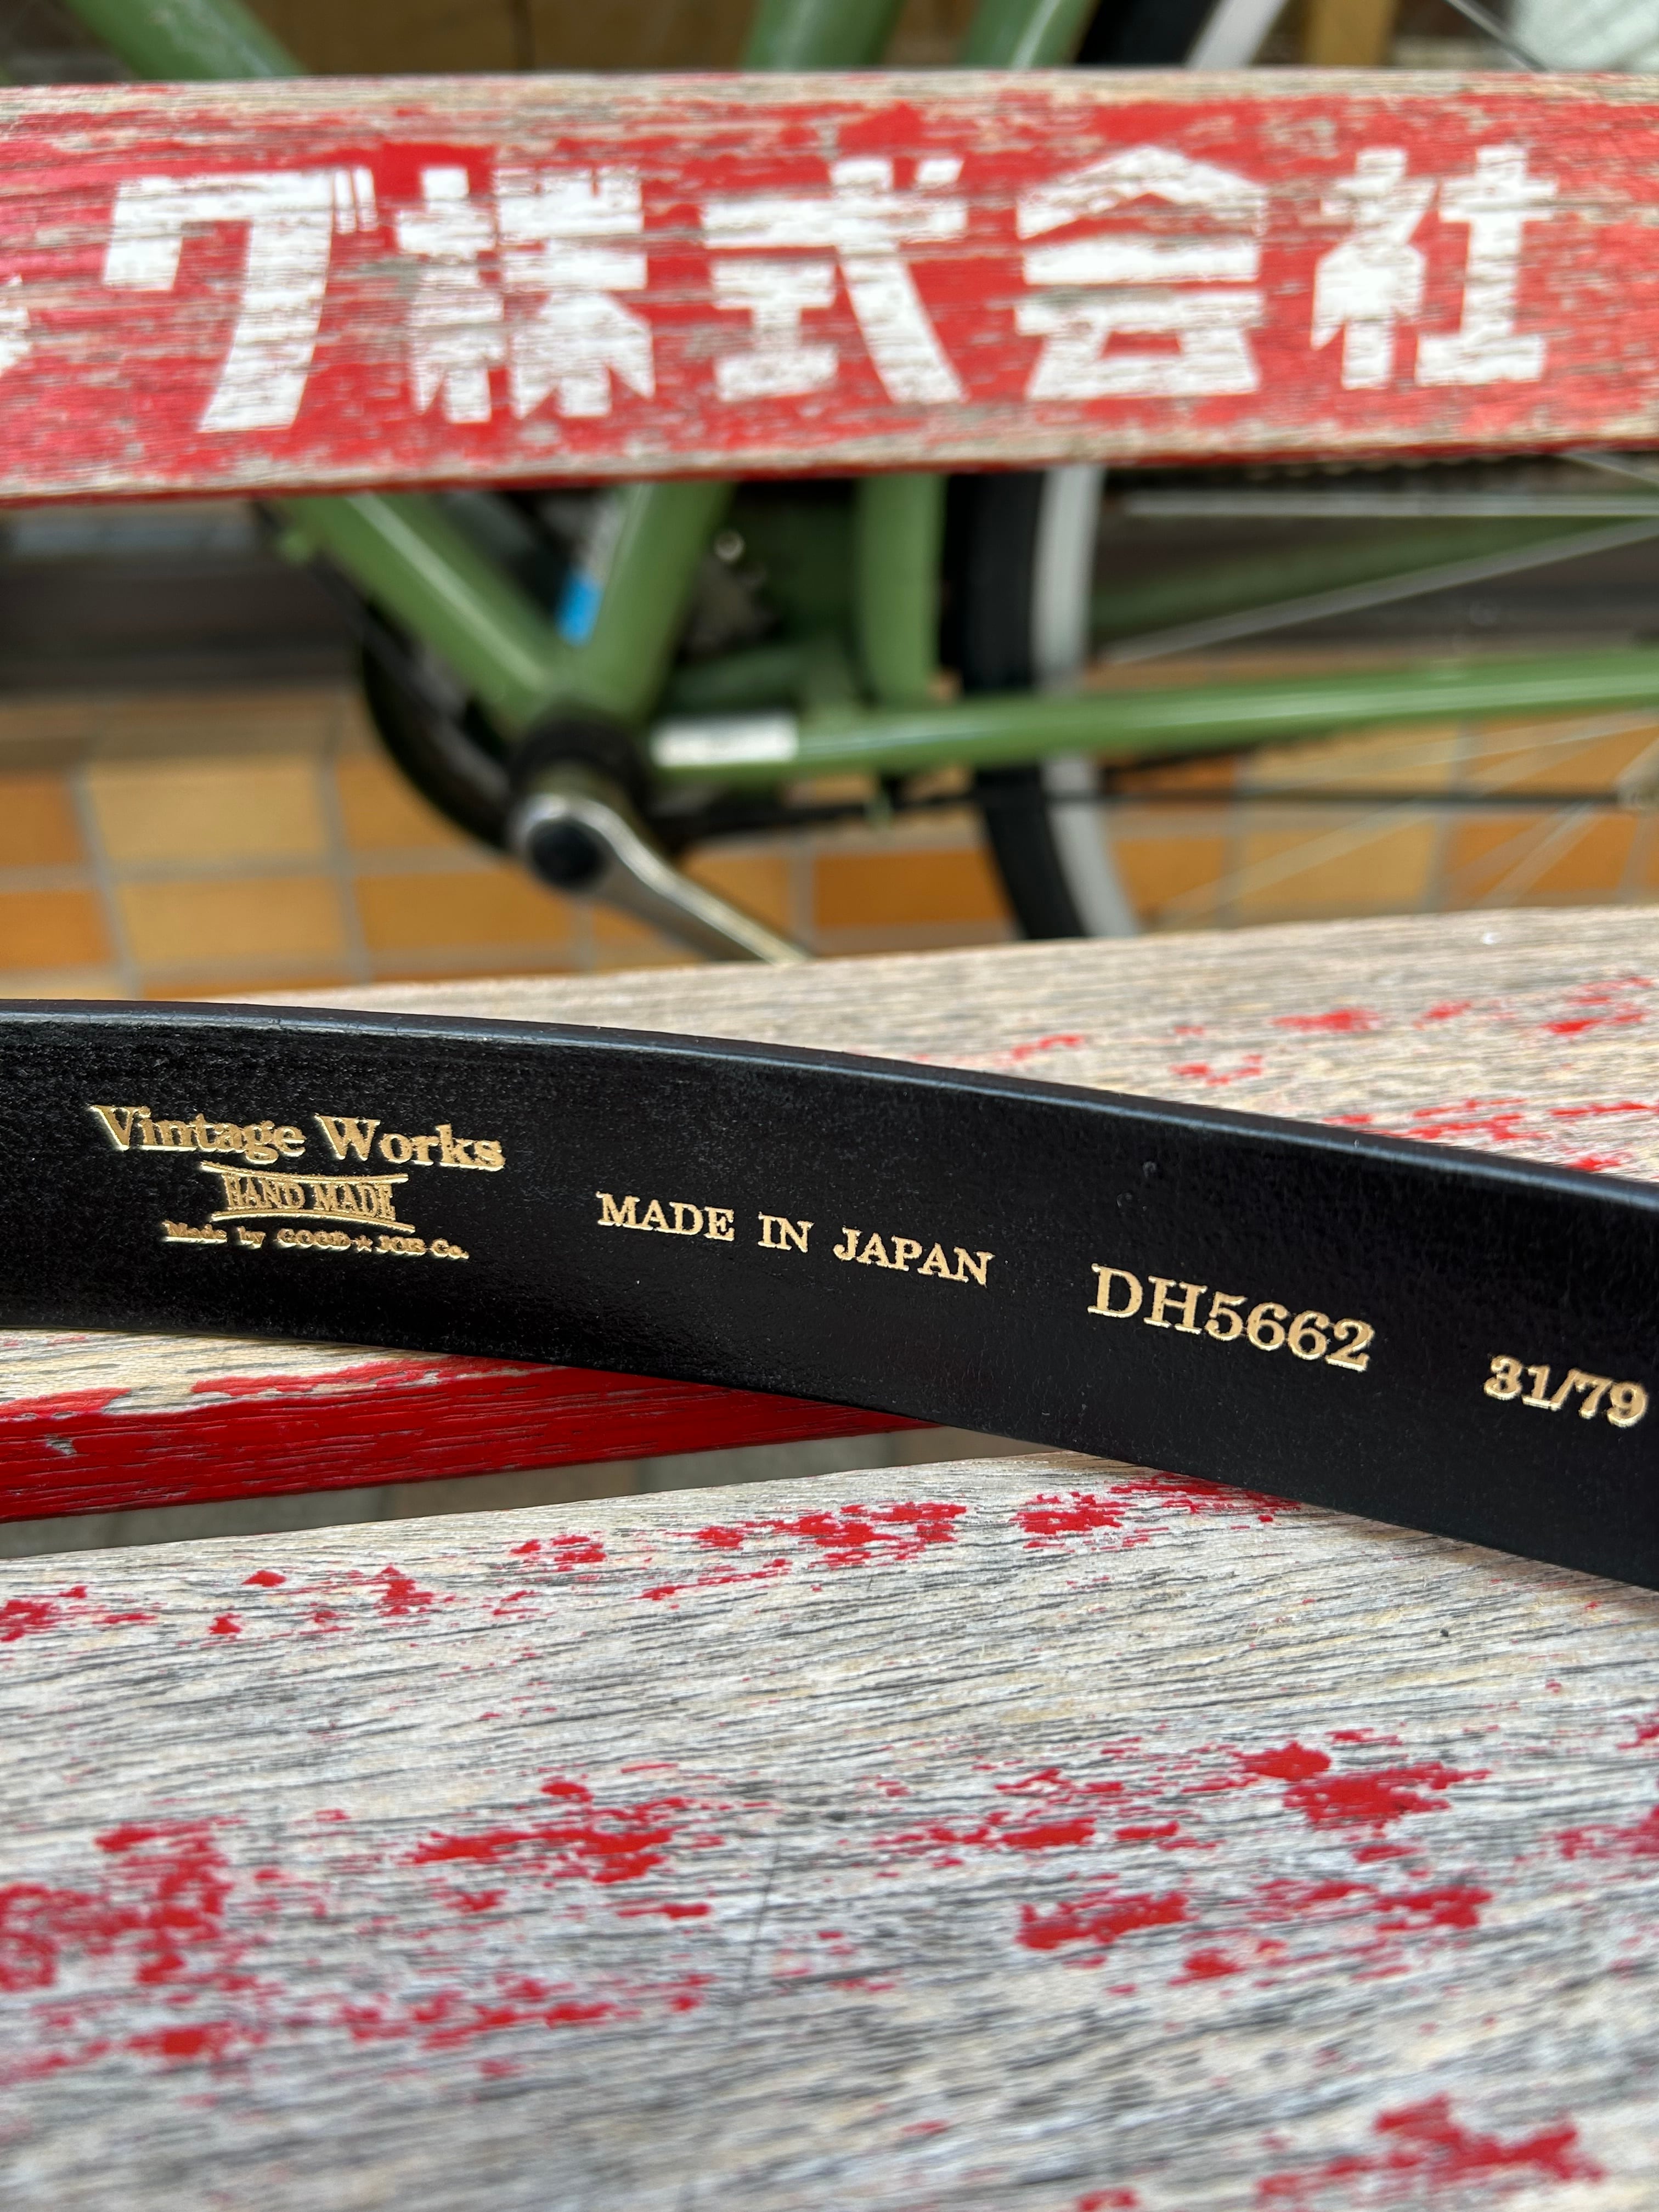 グ株式会社
Vintage Works
HAND MADE
Made by GOOD☆JOB Co.
MADE IN JAPAN
DH5662
31/79